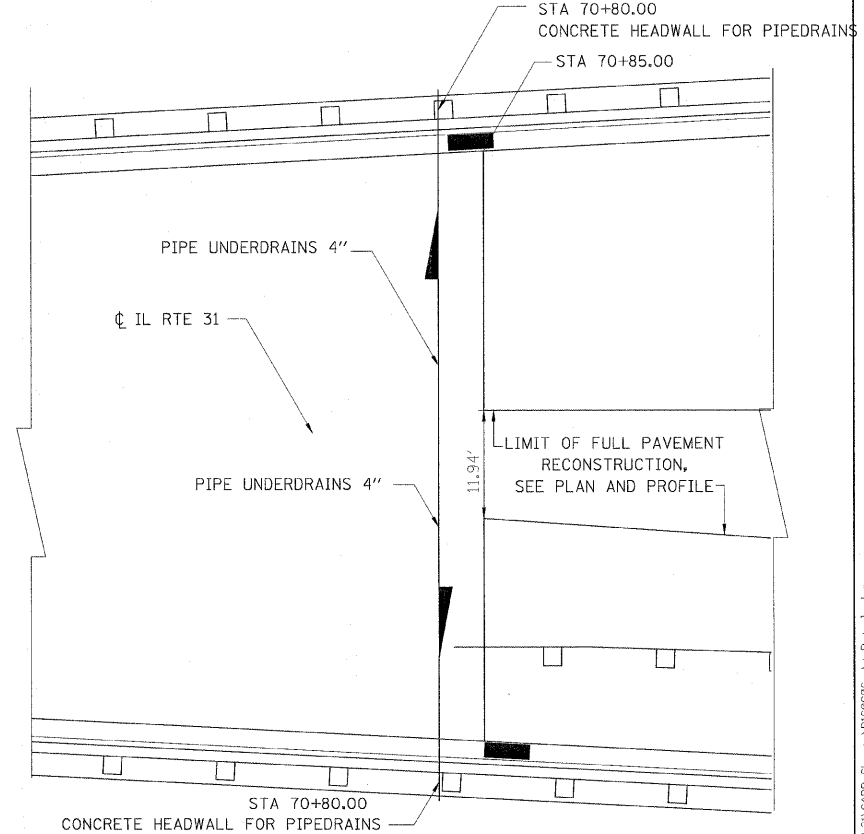 STA 70+80.00
CONCRETE HEADWALL FOR PIPEDRAINS
STA 70+85.00
PIPE UNDERDRAINS 4"
℄ IL RTE 31
LIMIT OF FULL PAVEMENT
RECONSTRUCTION,
SEE PLAN AND PROFILE
11.94'
PIPE UNDERDRAINS 4"
STA 70+80.00
CONCRETE HEADWALL FOR PIPEDRAINS